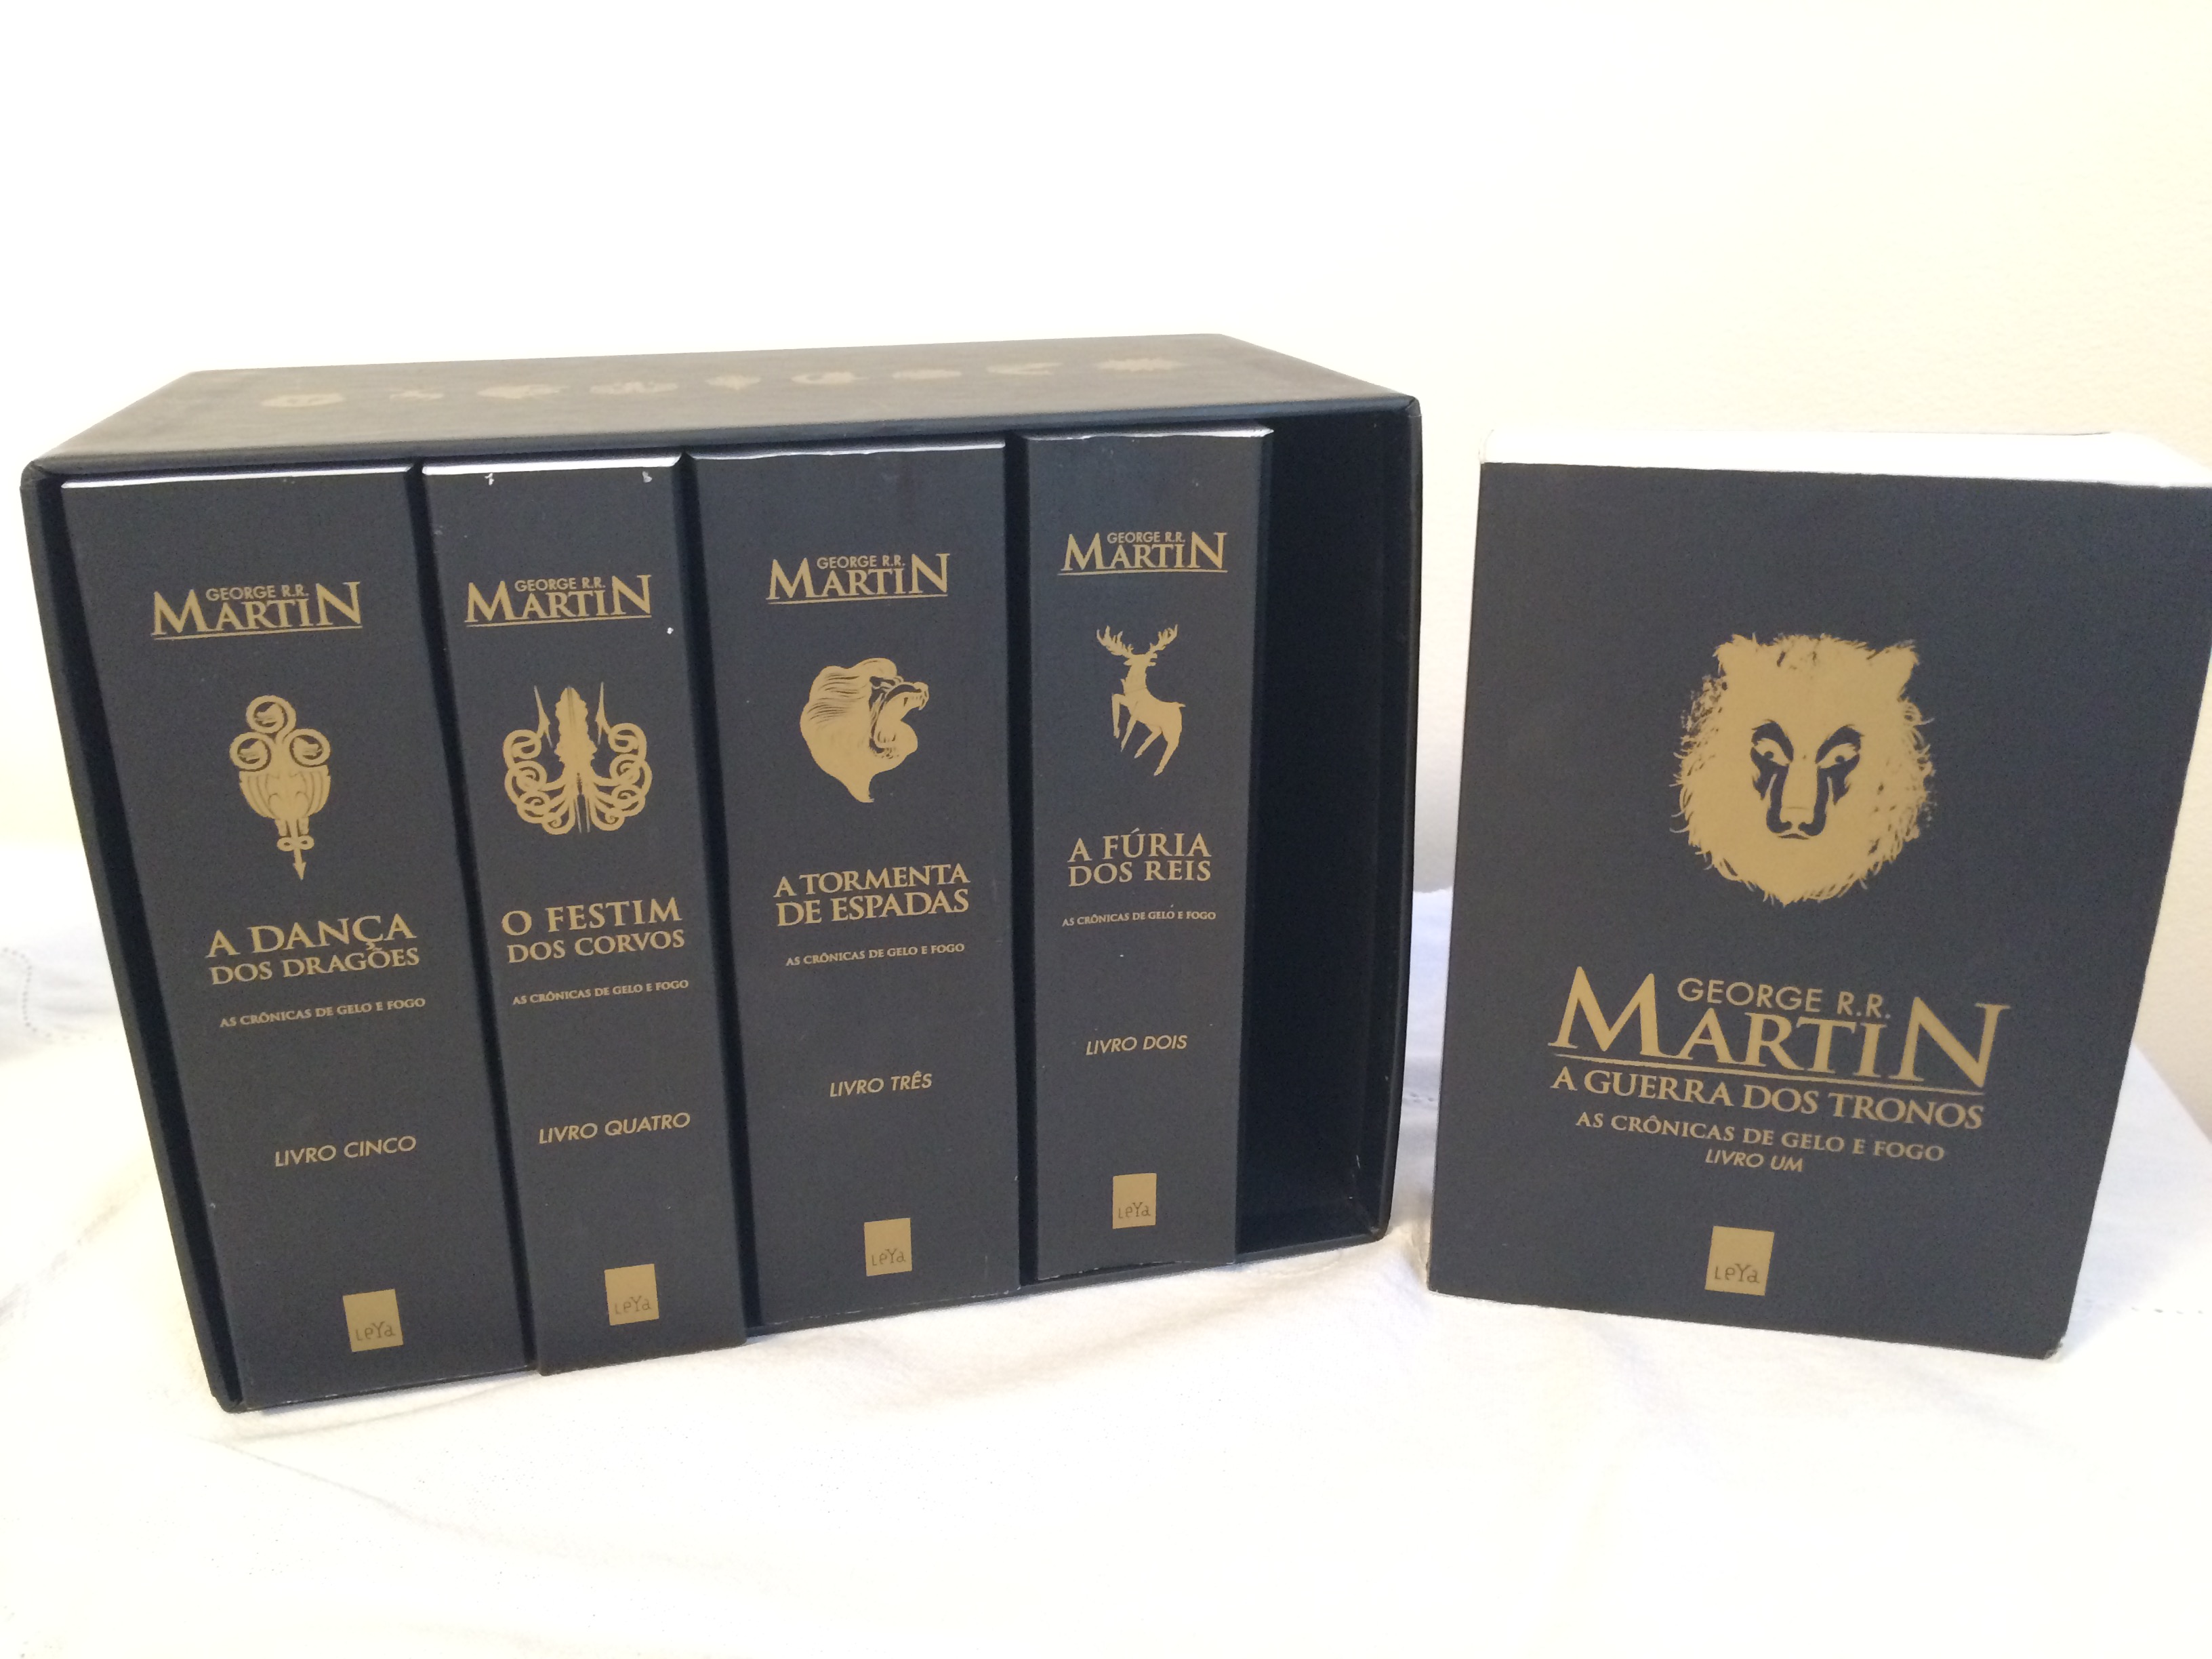 GEORGE R.R.
MARTIN
A DANÇA
DOS DRAGÕES
AS CRÔNICAS DE GELO E FOGO
LIVRO CINCO
LeYa
GEORGE R.R.
MARTIN
O FESTIM
DOS CORVOS
AS CRÔNICAS DE GELO E FOGO
LIVRO QUATRO
LeYa
GEORGE R.R.
MARTIN
A TORMENTA
DE ESPADAS
AS CRÔNICAS DE GELO E FOGO
LIVRO TRÊS
LeYa
GEORGE R.R.
MARTIN
A FÚRIA
DOS REIS
AS CRÔNICAS DE GELO E FOGO
LIVRO DOIS
LeYa
GEORGE R.R.
MARTIN
A GUERRA DOS TRONOS
AS CRÔNICAS DE GELO E FOGO
LIVRO UM
LeYa